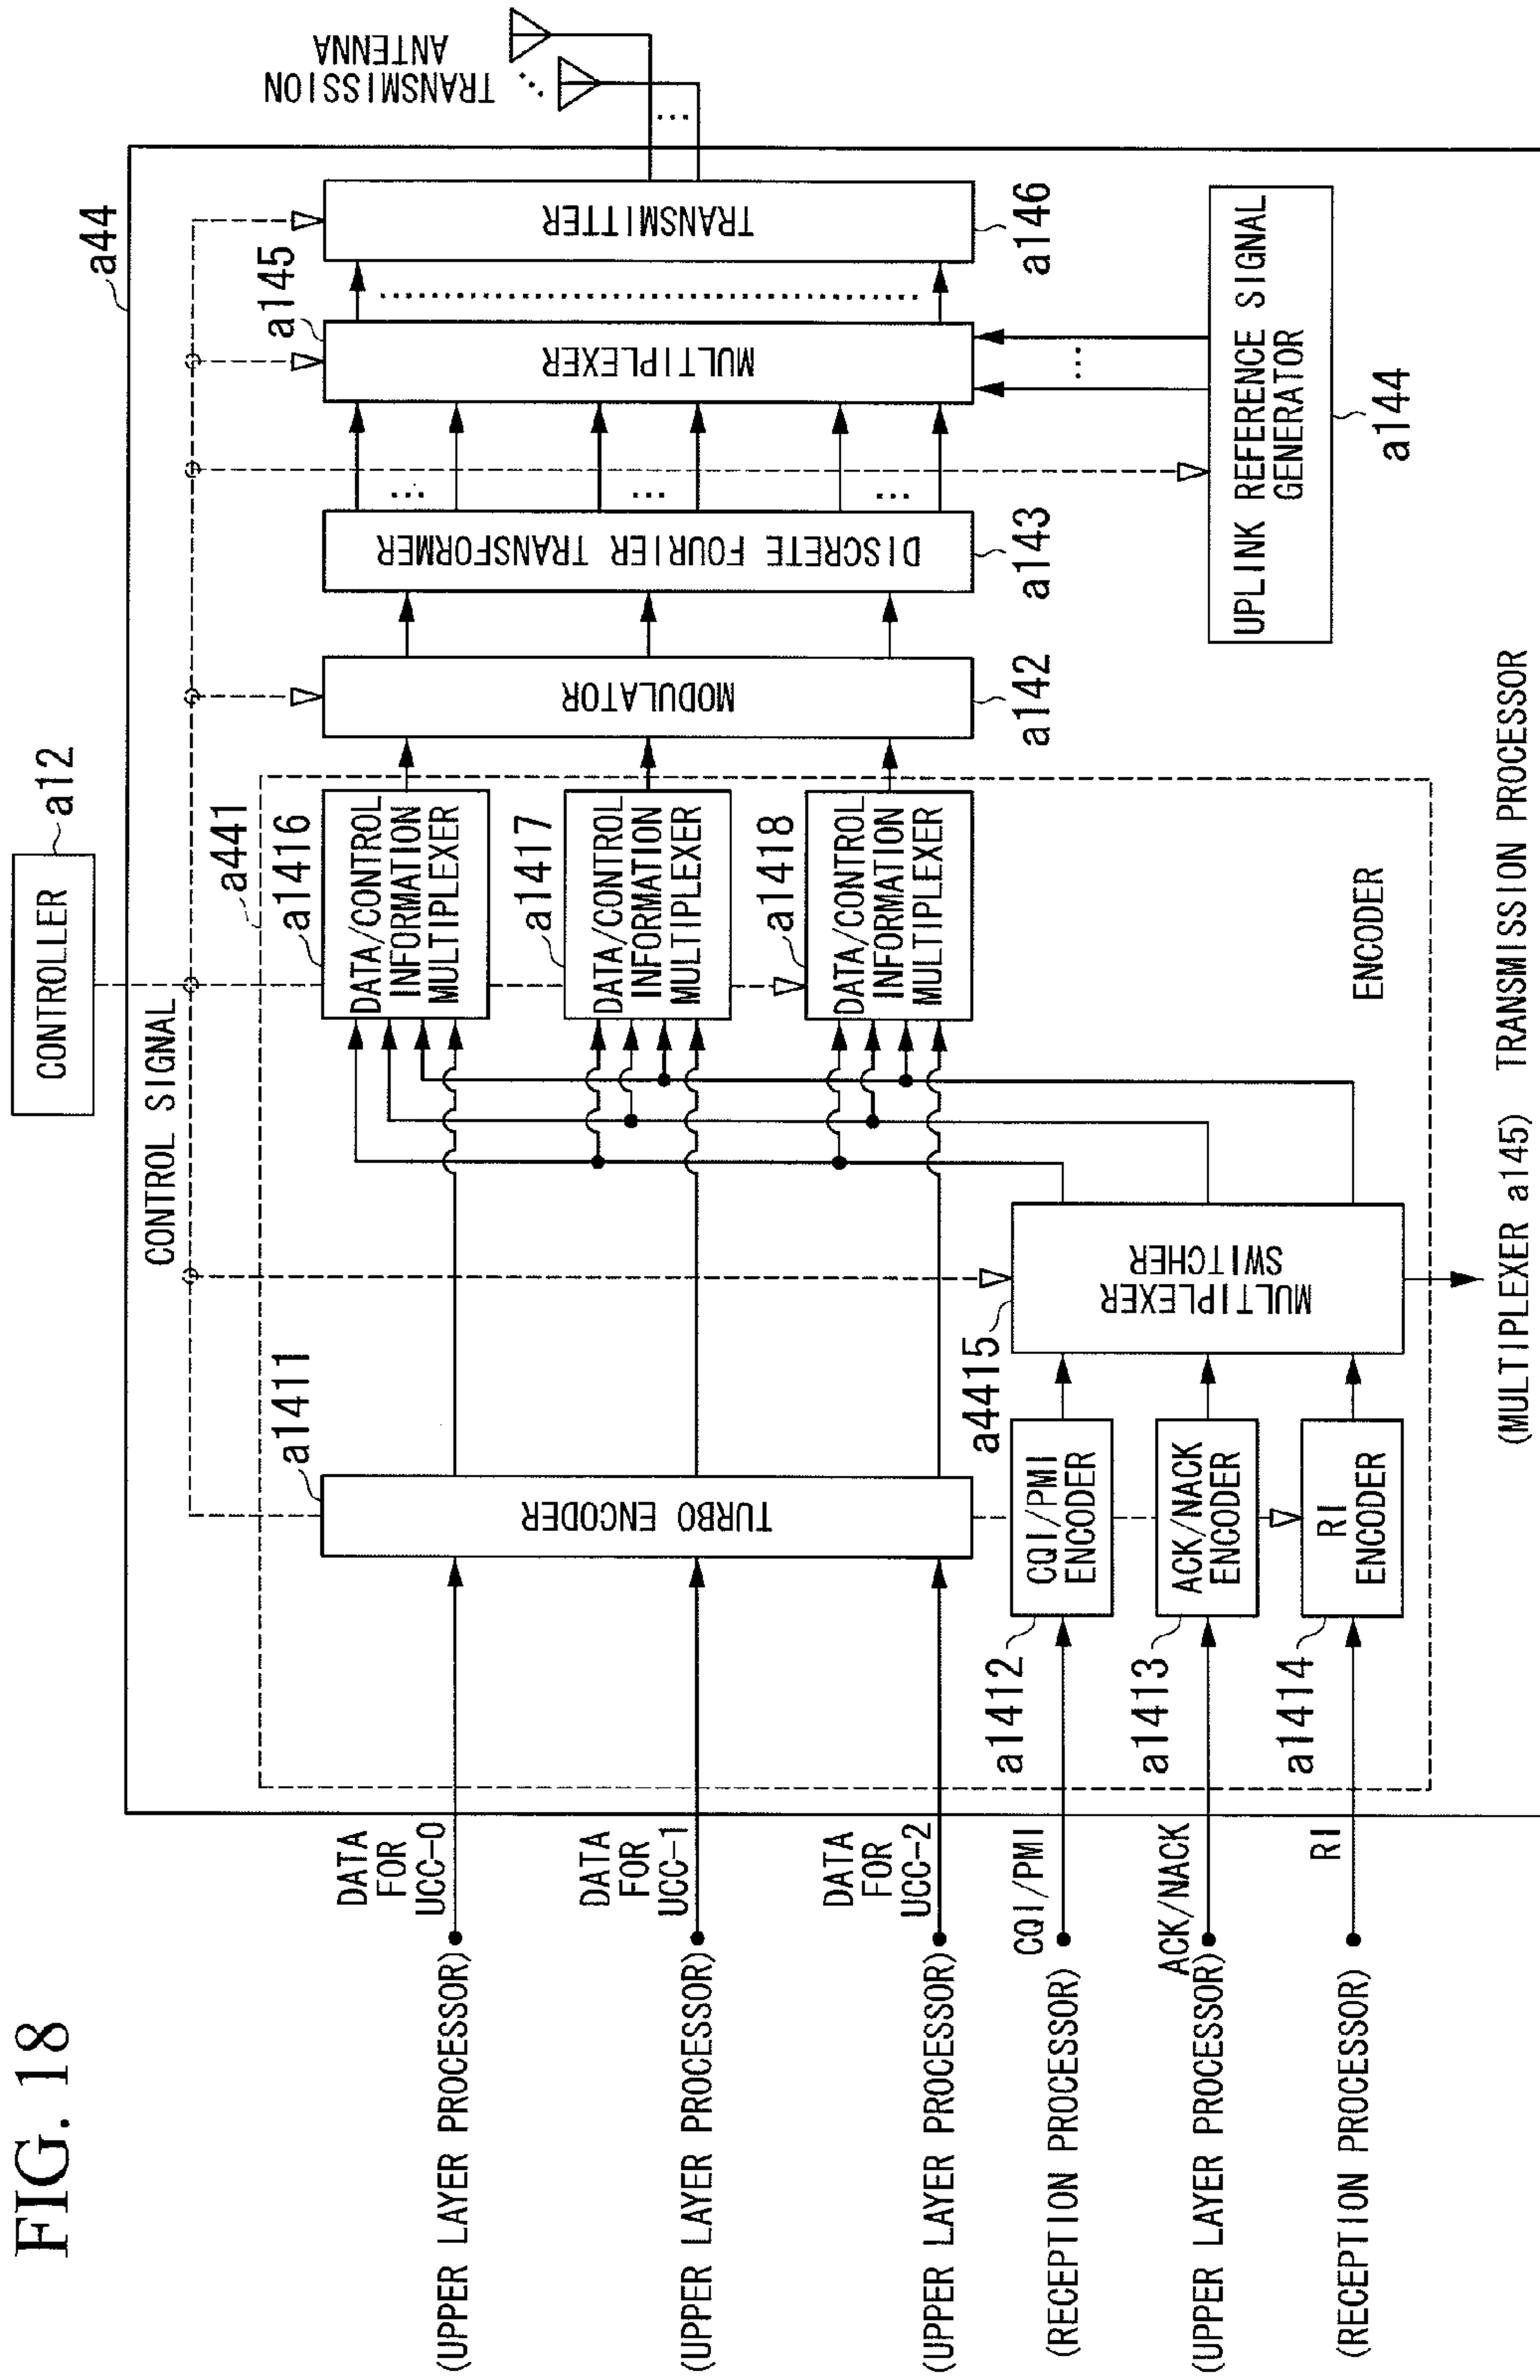 FIG. 18
CONTROLLER
a12
CONTROL SIGNAL
a44
TRANSMISSION
ANTENNA
a441
(UPPER LAYER PROCESSOR)
DATA
FOR
UCC-0
(UPPER LAYER PROCESSOR)
DATA
FOR
UCC-1
(UPPER LAYER PROCESSOR)
DATA
FOR
UCC-2
(RECEPTION PROCESSOR)
CQI/PMI
(UPPER LAYER PROCESSOR)
ACK/NACK
(RECEPTION PROCESSOR)
RI
a1411
TURBO ENCODER
a1412
CQI/PMI
ENCODER
a1413
ACK/NACK
ENCODER
a1414
RI
ENCODER
a4415
MULTIPLEXER
SWITCHER
a1416
DATA/CONTROL
INFORMATION
MULTIPLEXER
a1417
DATA/CONTROL
INFORMATION
MULTIPLEXER
a1418
DATA/CONTROL
INFORMATION
MULTIPLEXER
ENCODER
MODULATOR
a142
DISCRETE FOURIER TRANSFORMER
a143
a145
MULTIPLEXER
TRANSMITTER
a146
UPLINK REFERENCE SIGNAL
GENERATOR
a144
(MULTIPLEXER a145)
TRANSMISSION PROCESSOR